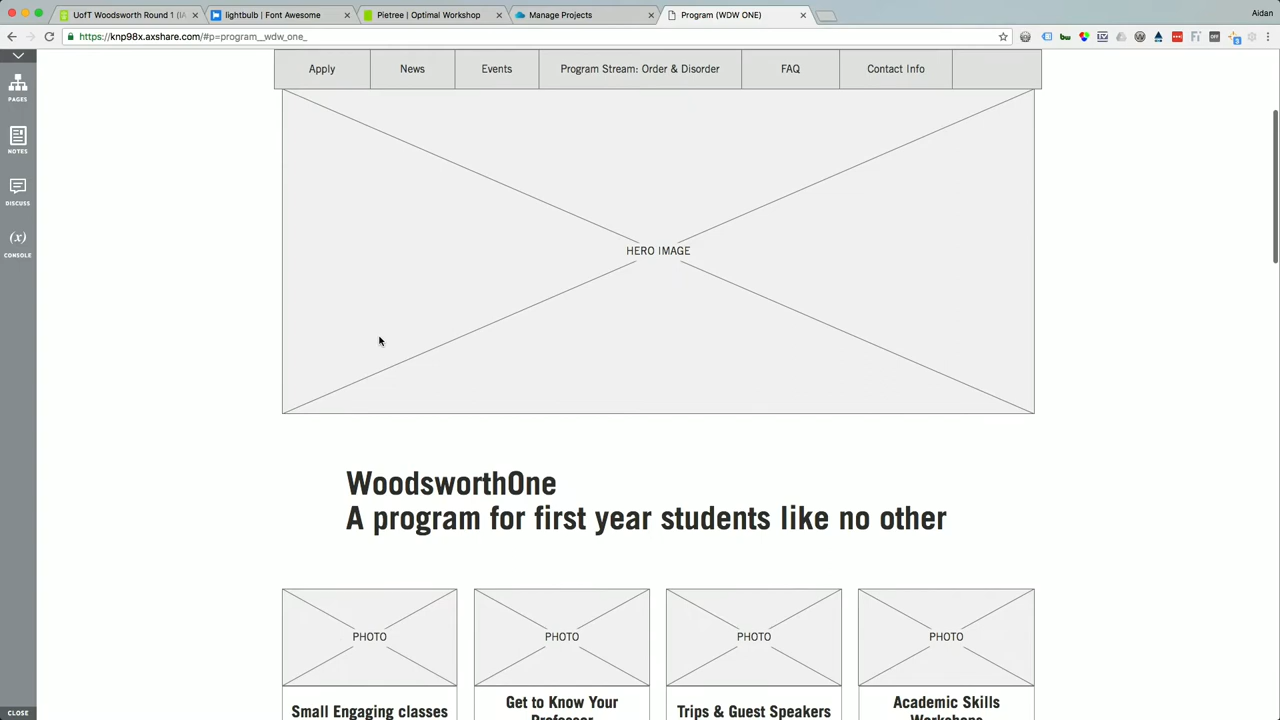 UofT Woodsworth Round 1 (IA
lightbulb | Font Awesome
Pietree | Optimal Workshop
Manage Projects
Program (WDW ONE)
Aidan
https://knp98x.axshare.com/#p=program__wdw_one_
Apply
News
Events
Program Stream: Order & Disorder
FAQ
Contact Info
PAGES
NOTES
DISCUSS
(x)
CONSOLE
HERO IMAGE
WoodsworthOne
A program for first year students like no other
PHOTO
PHOTO
PHOTO
PHOTO
Small Engaging classes
Get to Know Your
Professor
Trips & Guest Speakers
Academic Skills
Workshops
CLOSE